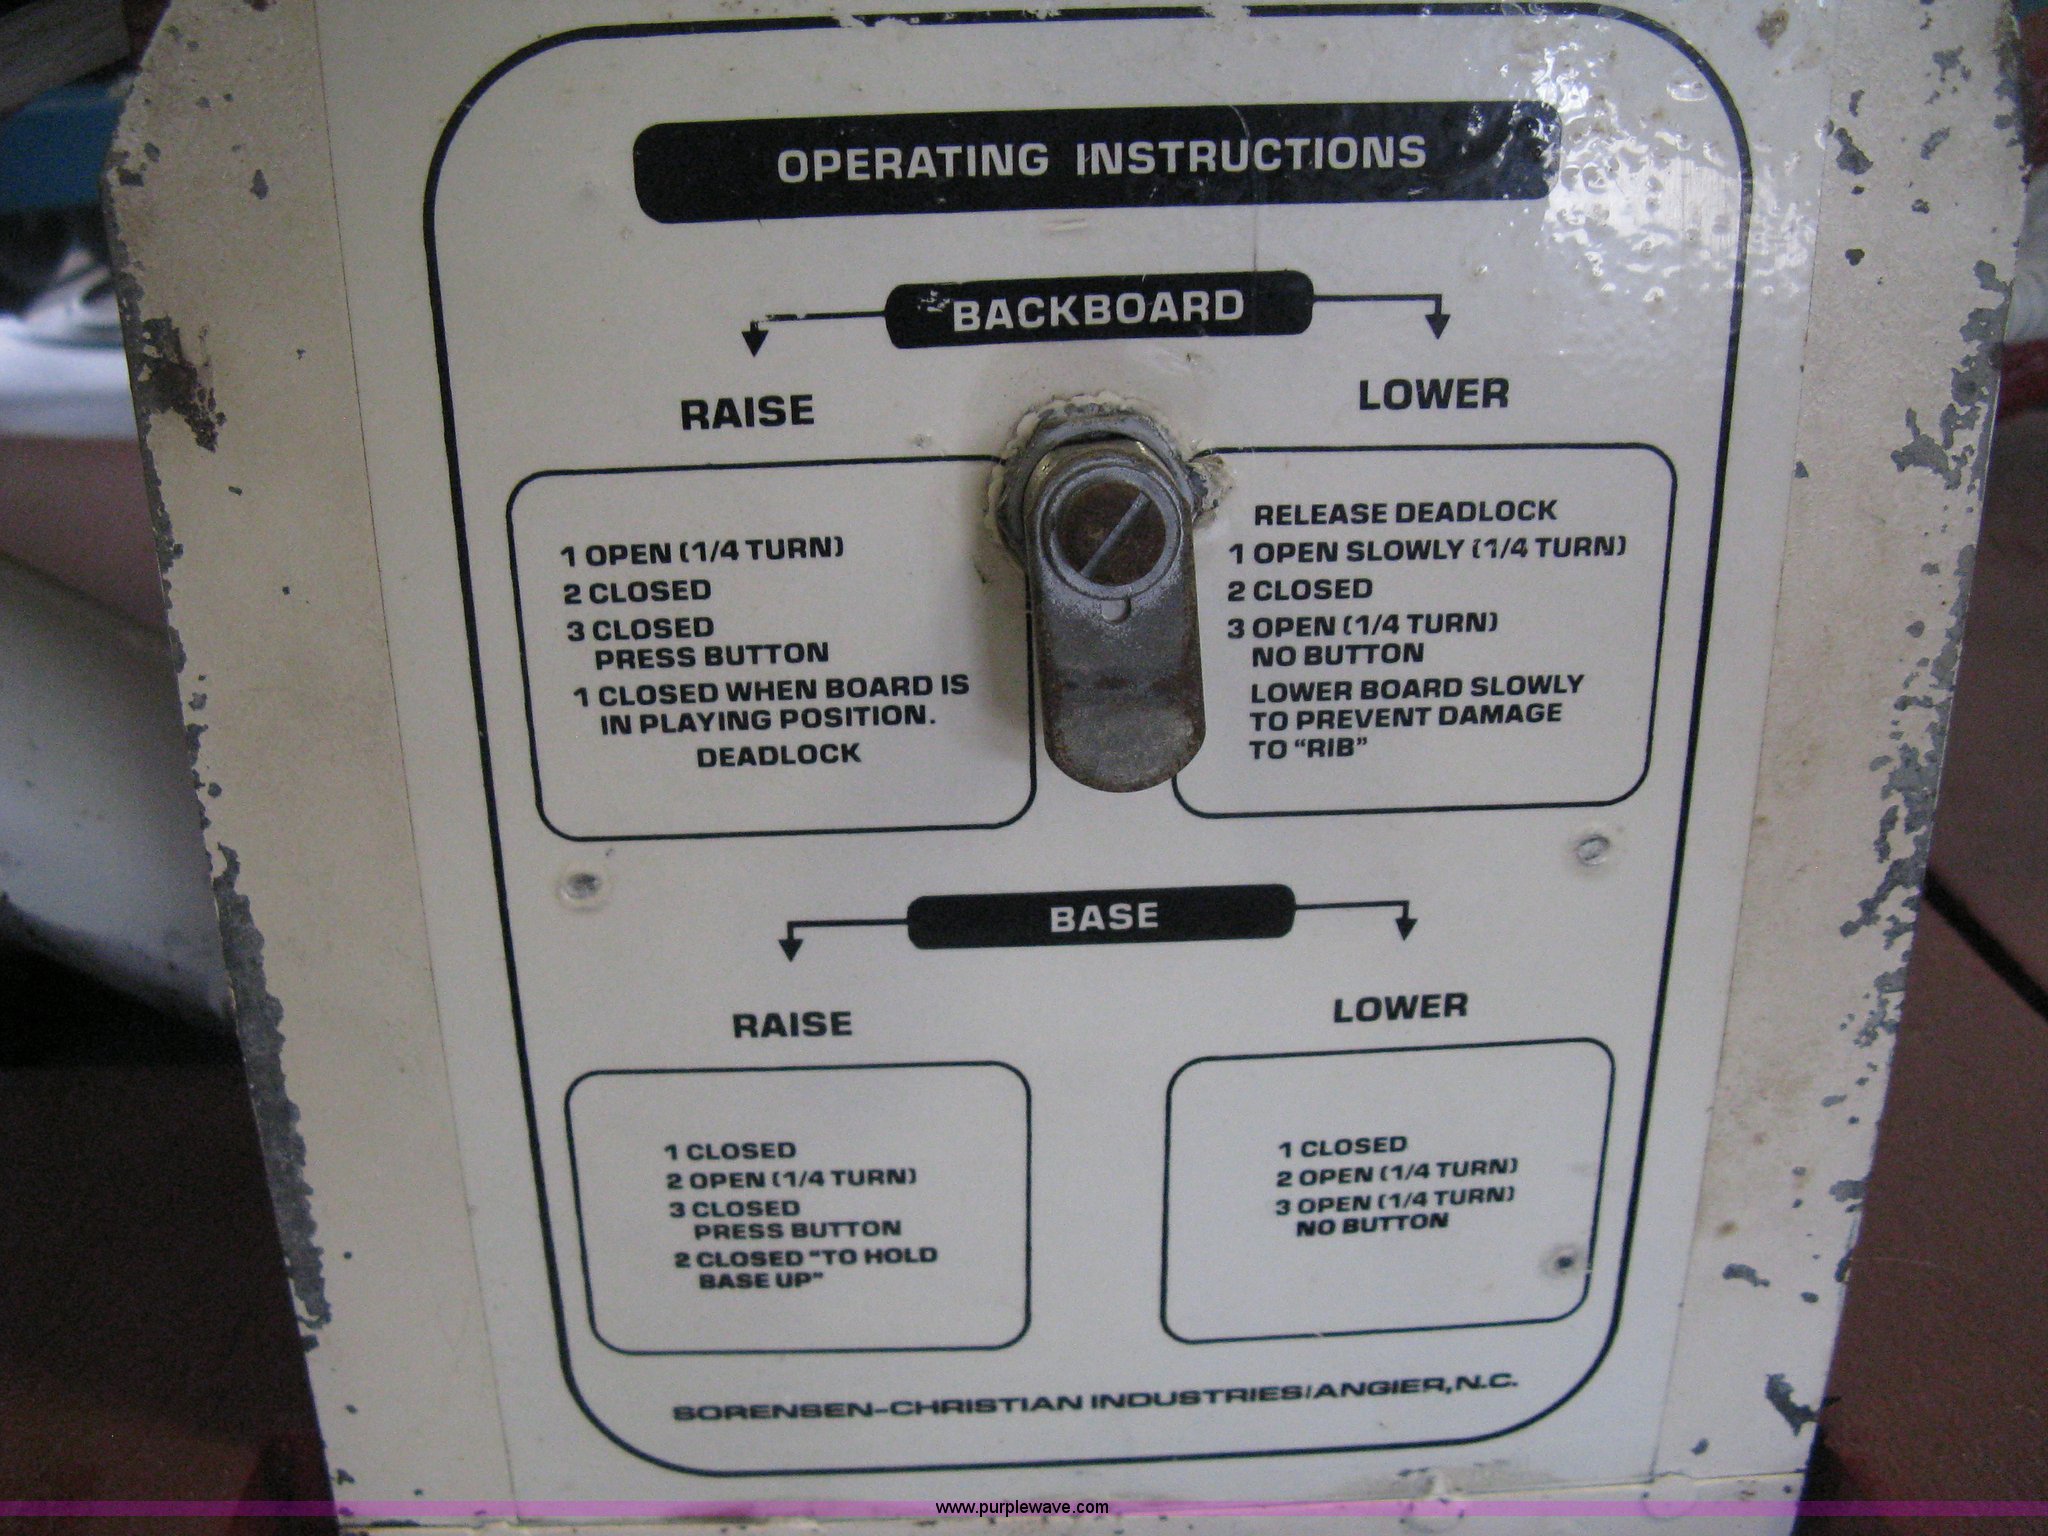 OPERATING INSTRUCTIONS
BACKBOARD
RAISE
1 OPEN (1/4 TURN)
2 CLOSED
3 CLOSED
PRESS BUTTON
1 CLOSED WHEN BOARD IS
IN PLAYING POSITION.
DEADLOCK
LOWER
RELEASE DEADLOCK
1 OPEN SLOWLY (1/4 TURN)
2 CLOSED
3 OPEN (1/4 TURN)
NO BUTTON
LOWER BOARD SLOWLY
TO PREVENT DAMAGE
TO "RIB"
BASE
RAISE
1 CLOSED
2 OPEN (1/4 TURN)
3 CLOSED
PRESS BUTTON
2 CLOSED "TO HOLD
BASE UP"
LOWER
1 CLOSED
2 OPEN (1/4 TURN)
3 OPEN (1/4 TURN)
NO BUTTON
SORENSEN-CHRISTIAN INDUSTRIES/ANGIER, N.C.
www.purplewave.com